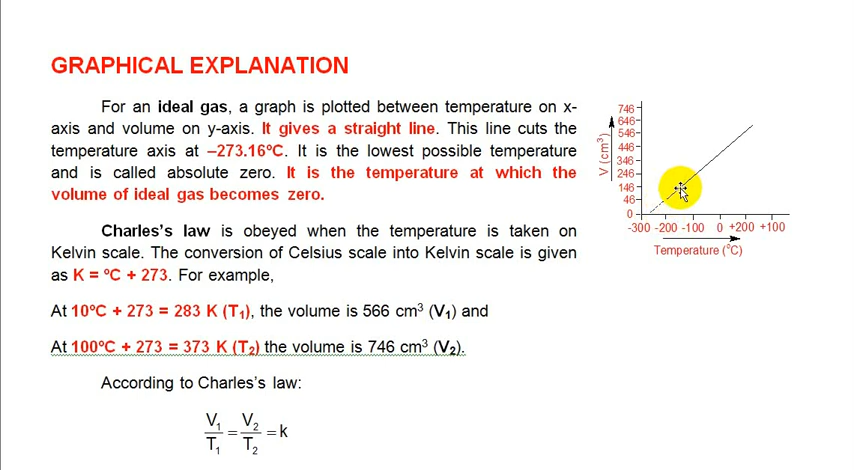 GRAPHICAL EXPLANATION
For an ideal gas, a graph is plotted between temperature on x-
axis and volume on y-axis. It gives a straight line. This line cuts the
temperature axis at –273.16°C. It is the lowest possible temperature
and is called absolute zero. It is the temperature at which the
volume of ideal gas becomes zero.
Charles's law is obeyed when the temperature is taken on
Kelvin scale. The conversion of Celsius scale into Kelvin scale is given
as K = °C + 273. For example,
At 10°C + 273 = 283 K (T₁), the volume is 566 cm³ (V₁) and
At 100°C + 273 = 373 K (T₂) the volume is 746 cm³ (V₂).
According to Charles's law:
V₁/T₁ = V₂/T₂ = k
V (cm³)
746
646
546
446
346
246
146
46
0
-300 -200 -100 0 +200 +100
Temperature (°C)